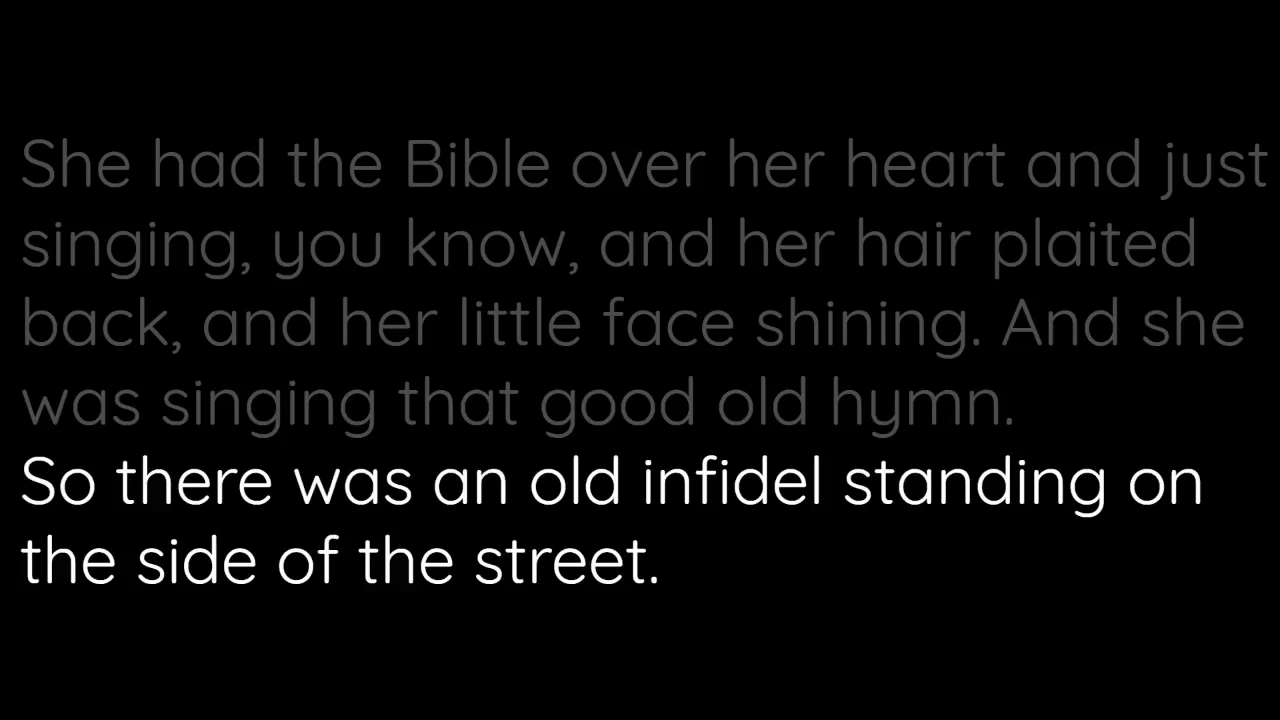 She had the Bible over her heart and just
singing, you know, and her hair plaited
back, and her little face shining. And she
was singing that good old hymn.
So there was an old infidel standing on
the side of the street.